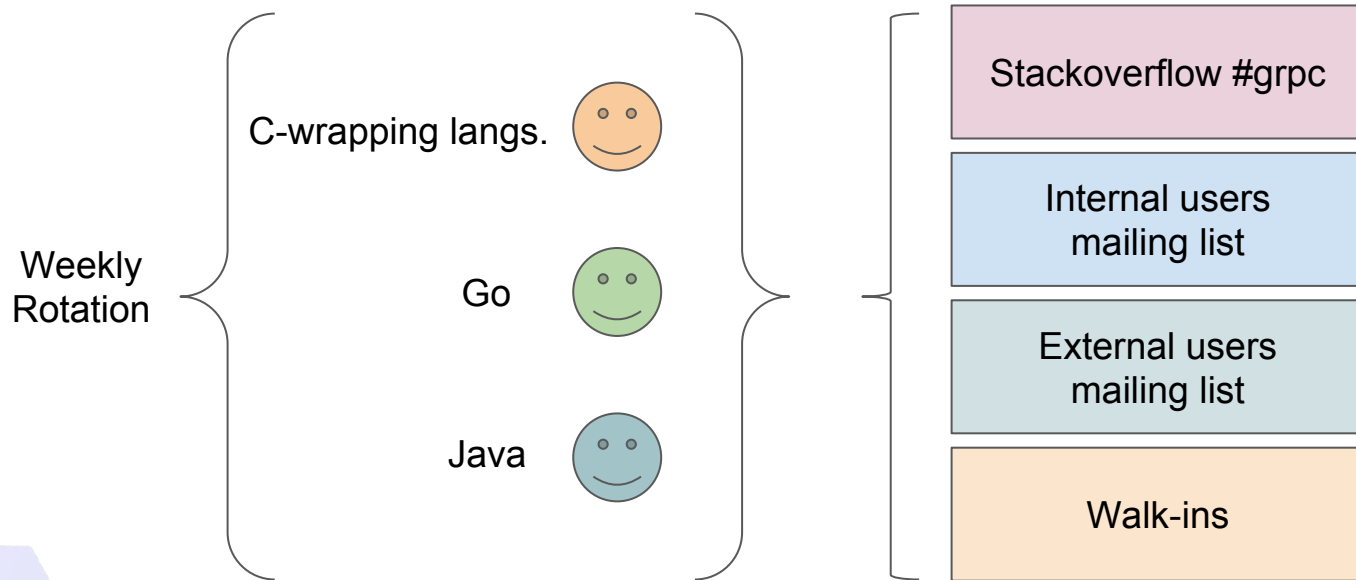 Weekly
Rotation
C-wrapping langs.
Go
Java
Stackoverflow #grpc
Internal users
mailing list
External users
mailing list
Walk-ins